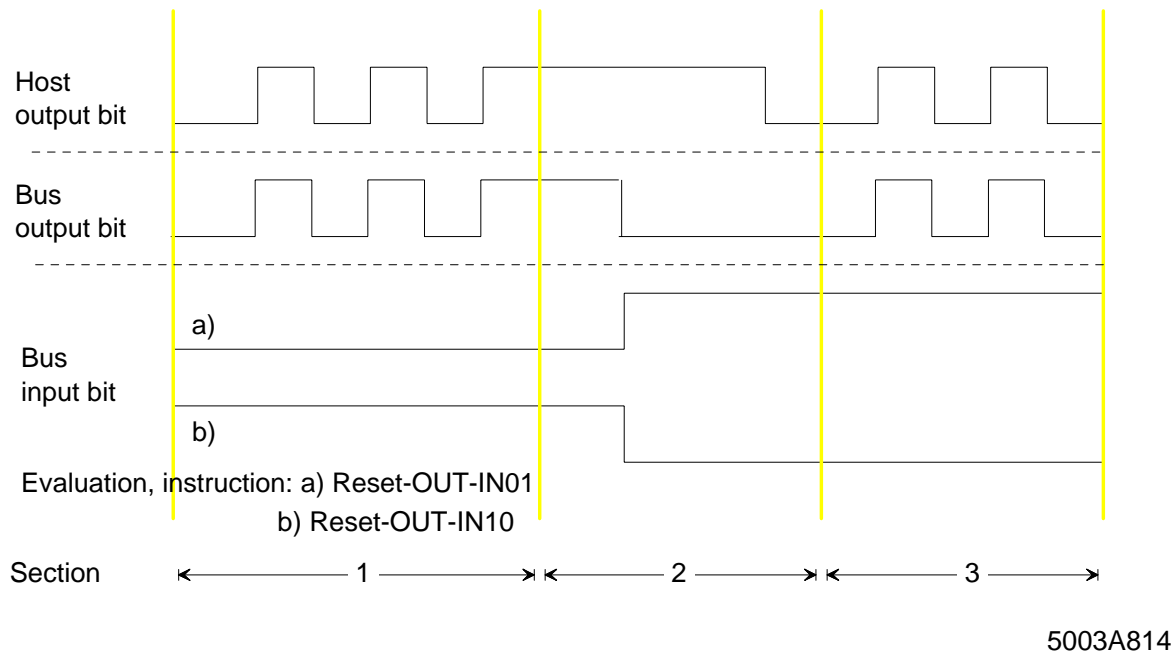 Host
output bit
Bus
output bit
a)
Bus
input bit
b)
Evaluation, instruction: a) Reset-OUT-IN01
b) Reset-OUT-IN10
Section 1 2 3
5003A814